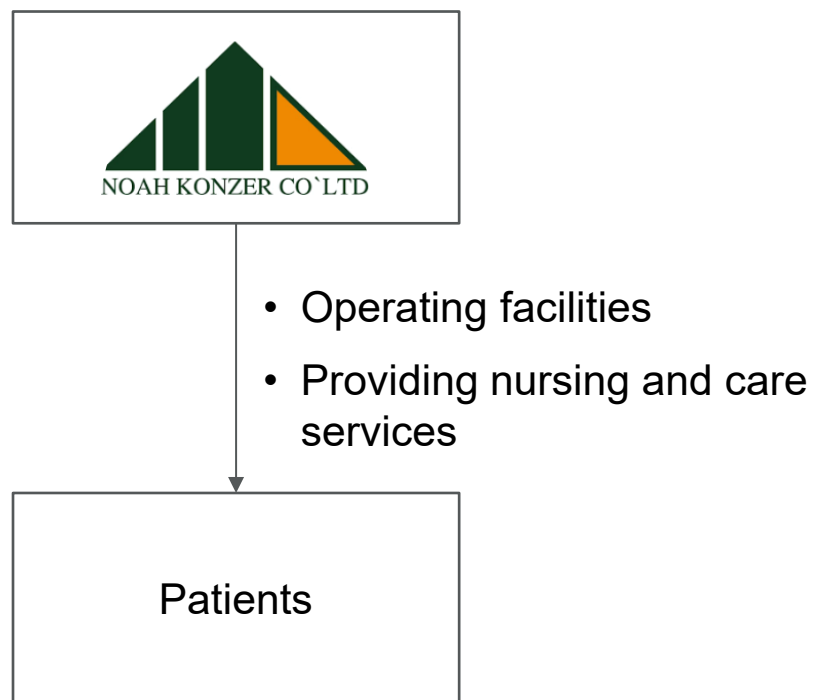 NOAH KONZER CO`LTD
• Operating facilities
• Providing nursing and care
services
Patients